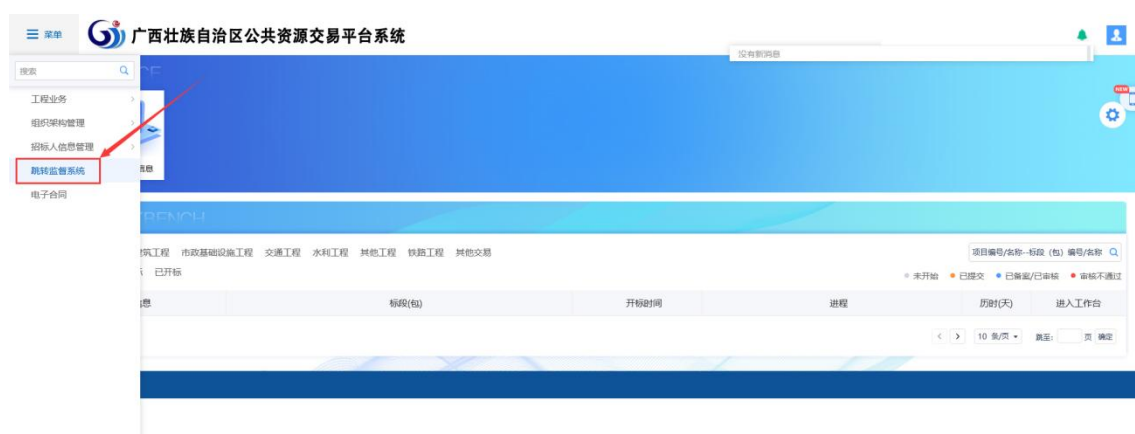 菜单
广西壮族自治区公共资源交易平台系统
没有新消息
搜索
NEW
工程业务
组织架构管理
招标人信息管理
跳转监督系统
信息
电子合同
筑工程 市政基础设施工程 交通工程 水利工程 其他工程 铁路工程 其他交易
项目编号/名称--标段 (包) 编号/名称
已开标
未开始 已提交 已备案/已审核 审核不通过
信息 标段(包) 开标时间 进程 历时(天) 进入工作台
10 条/页 跳至: 页 确定